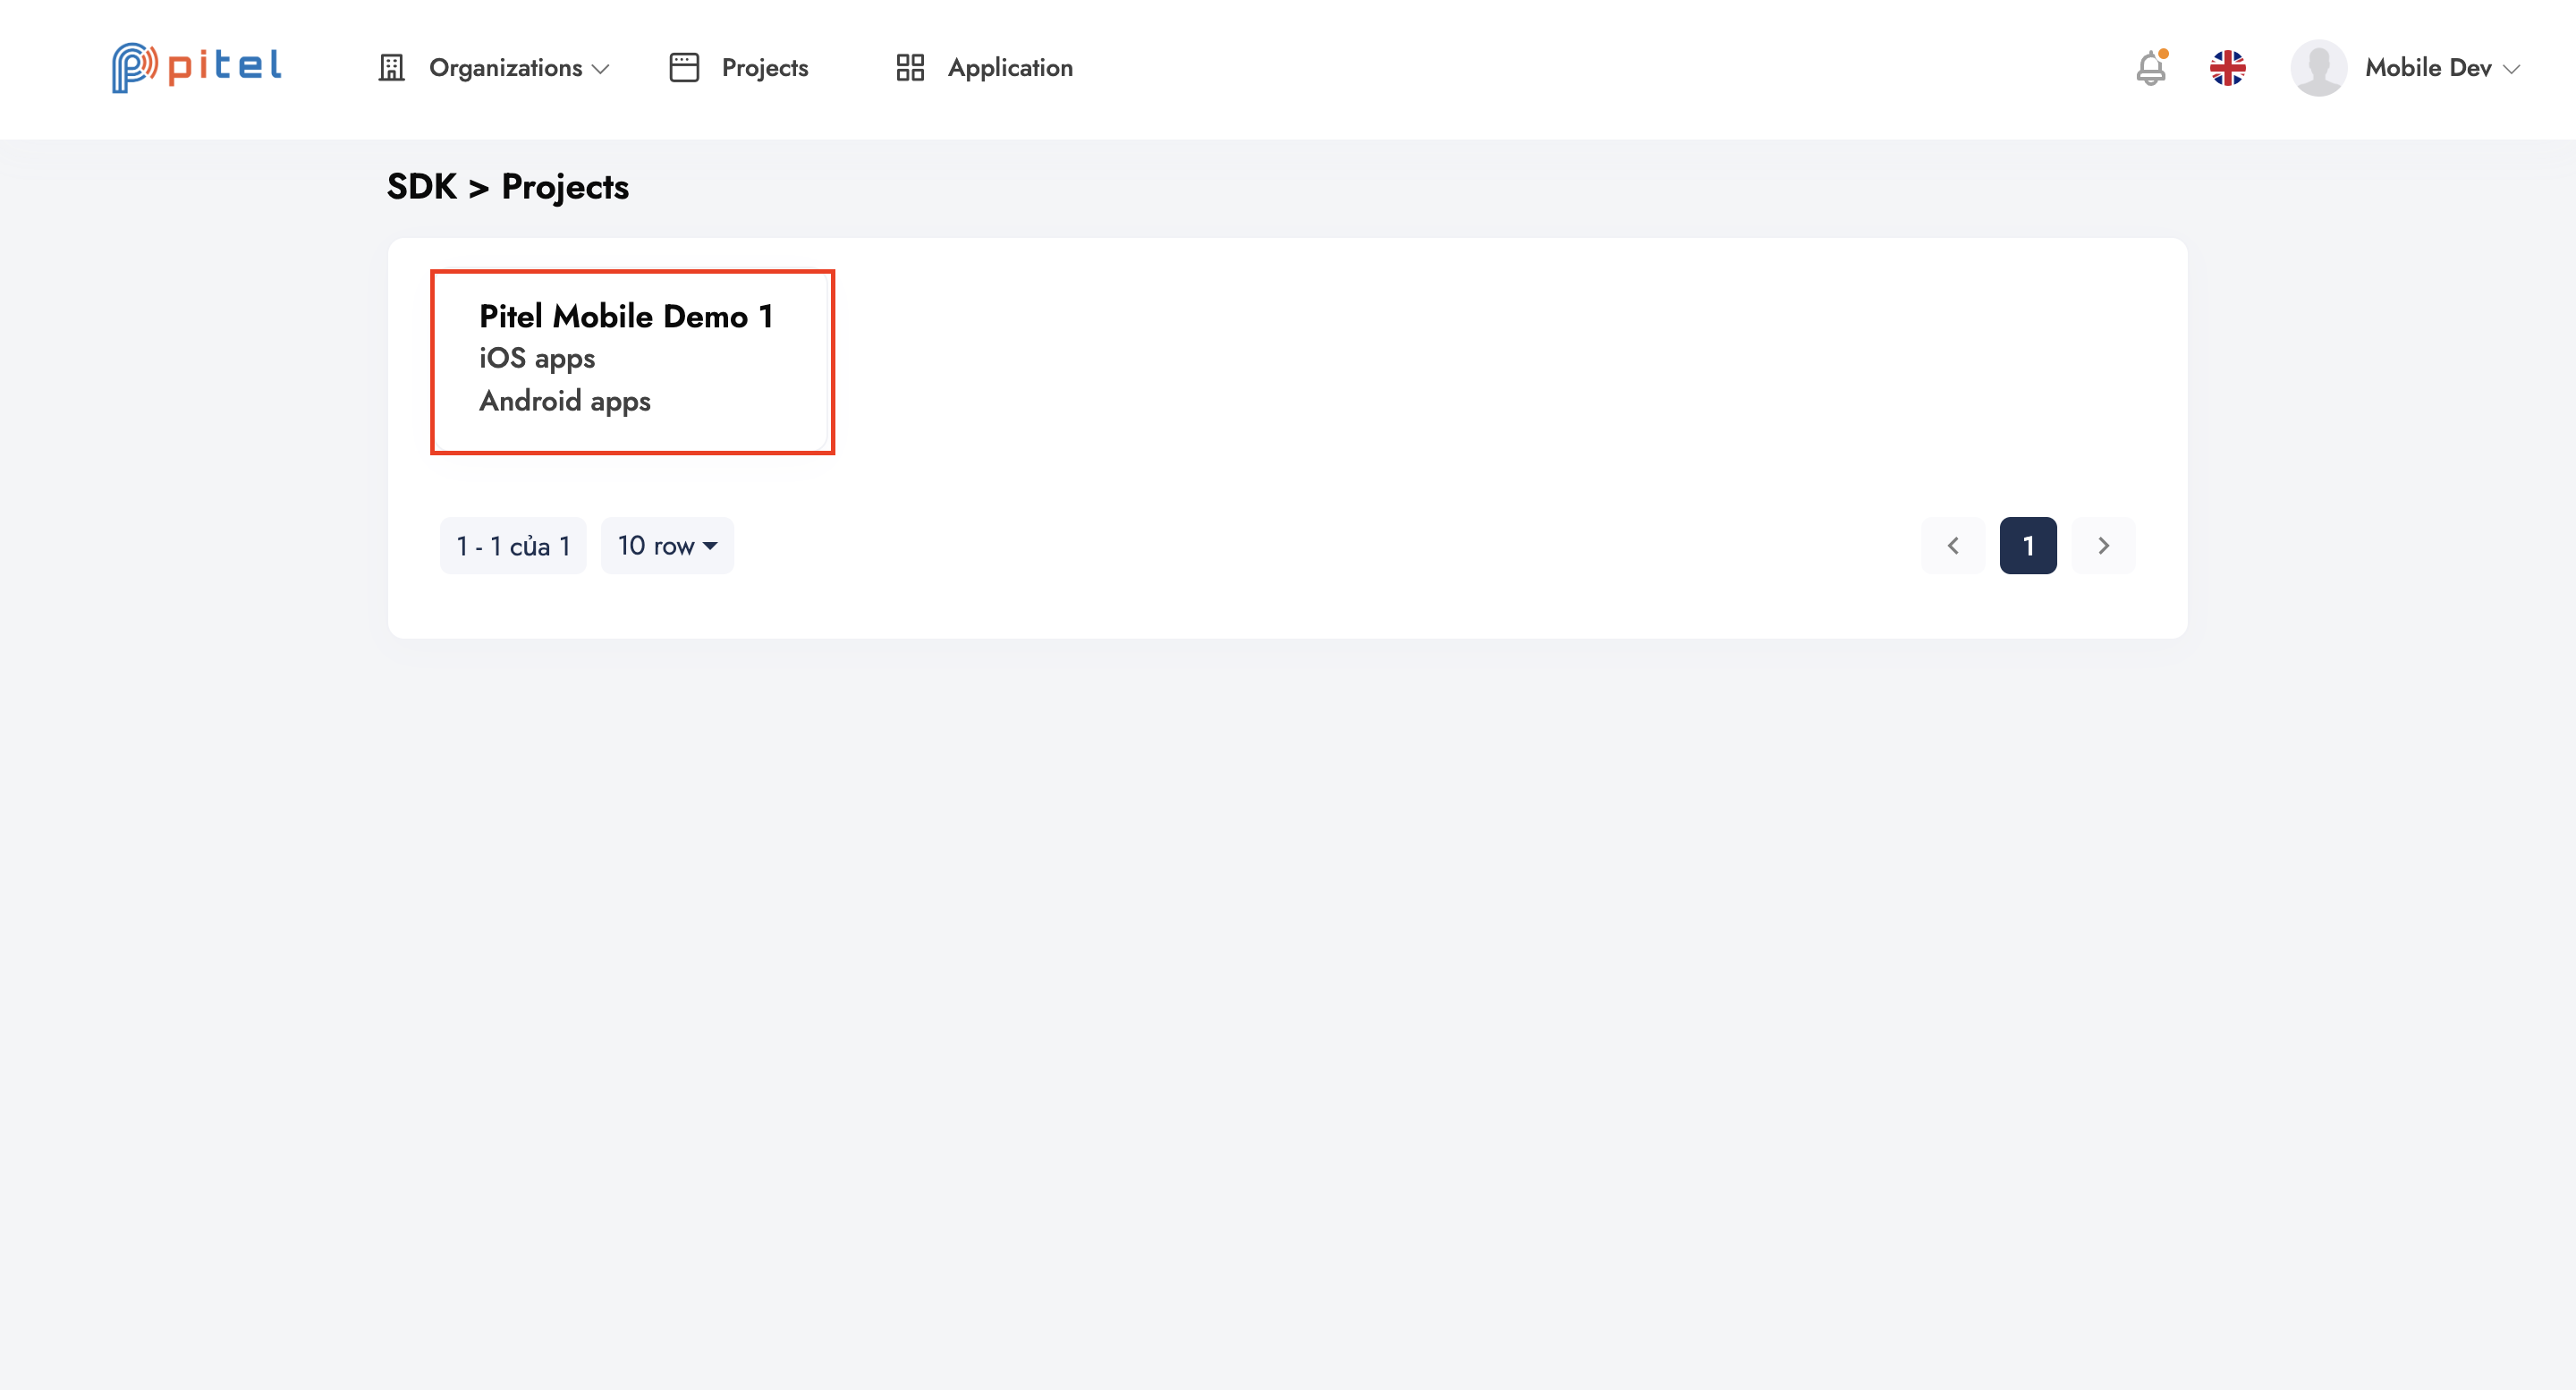 pitel
Organizations
Projects
Application
Mobile Dev
SDK > Projects
Pitel Mobile Demo 1
iOS apps
Android apps
1 - 1 của 1
10 row
1